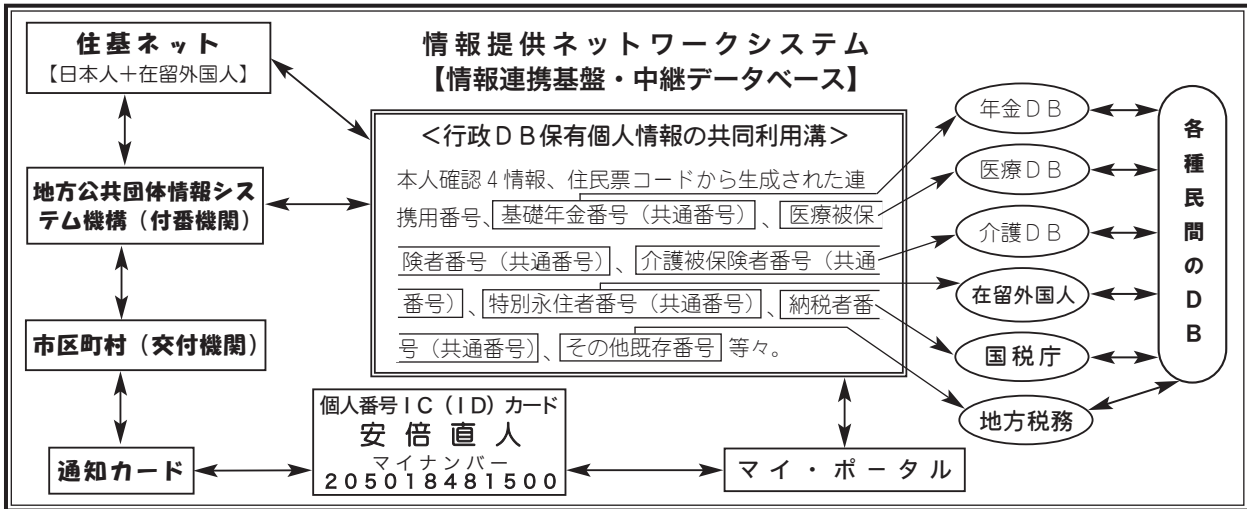 住基ネット
【日本人＋在留外国人】
地方公共団体情報シス
テム機構（付番機関）
市区町村（交付機関）
通知カード
情報提供ネットワークシステム
【情報連携基盤・中継データベース】
＜行政ＤＢ保有個人情報の共同利用溝＞
本人確認４情報、住民票コードから生成された連
携用番号、基礎年金番号（共通番号）、医療被保
険者番号（共通番号）、介護被保険者番号（共通
番号）、特別永住者番号（共通番号）、納税者番
号（共通番号）、その他既存番号 等々。
個人番号ＩＣ（ＩＤ）カード
安倍直人
マイナンバー
２０５０１８４８１５００
マイ・ポータル
年金ＤＢ
医療ＤＢ
介護ＤＢ
在留外国人
国税庁
地方税務
各種民間のＤＢ